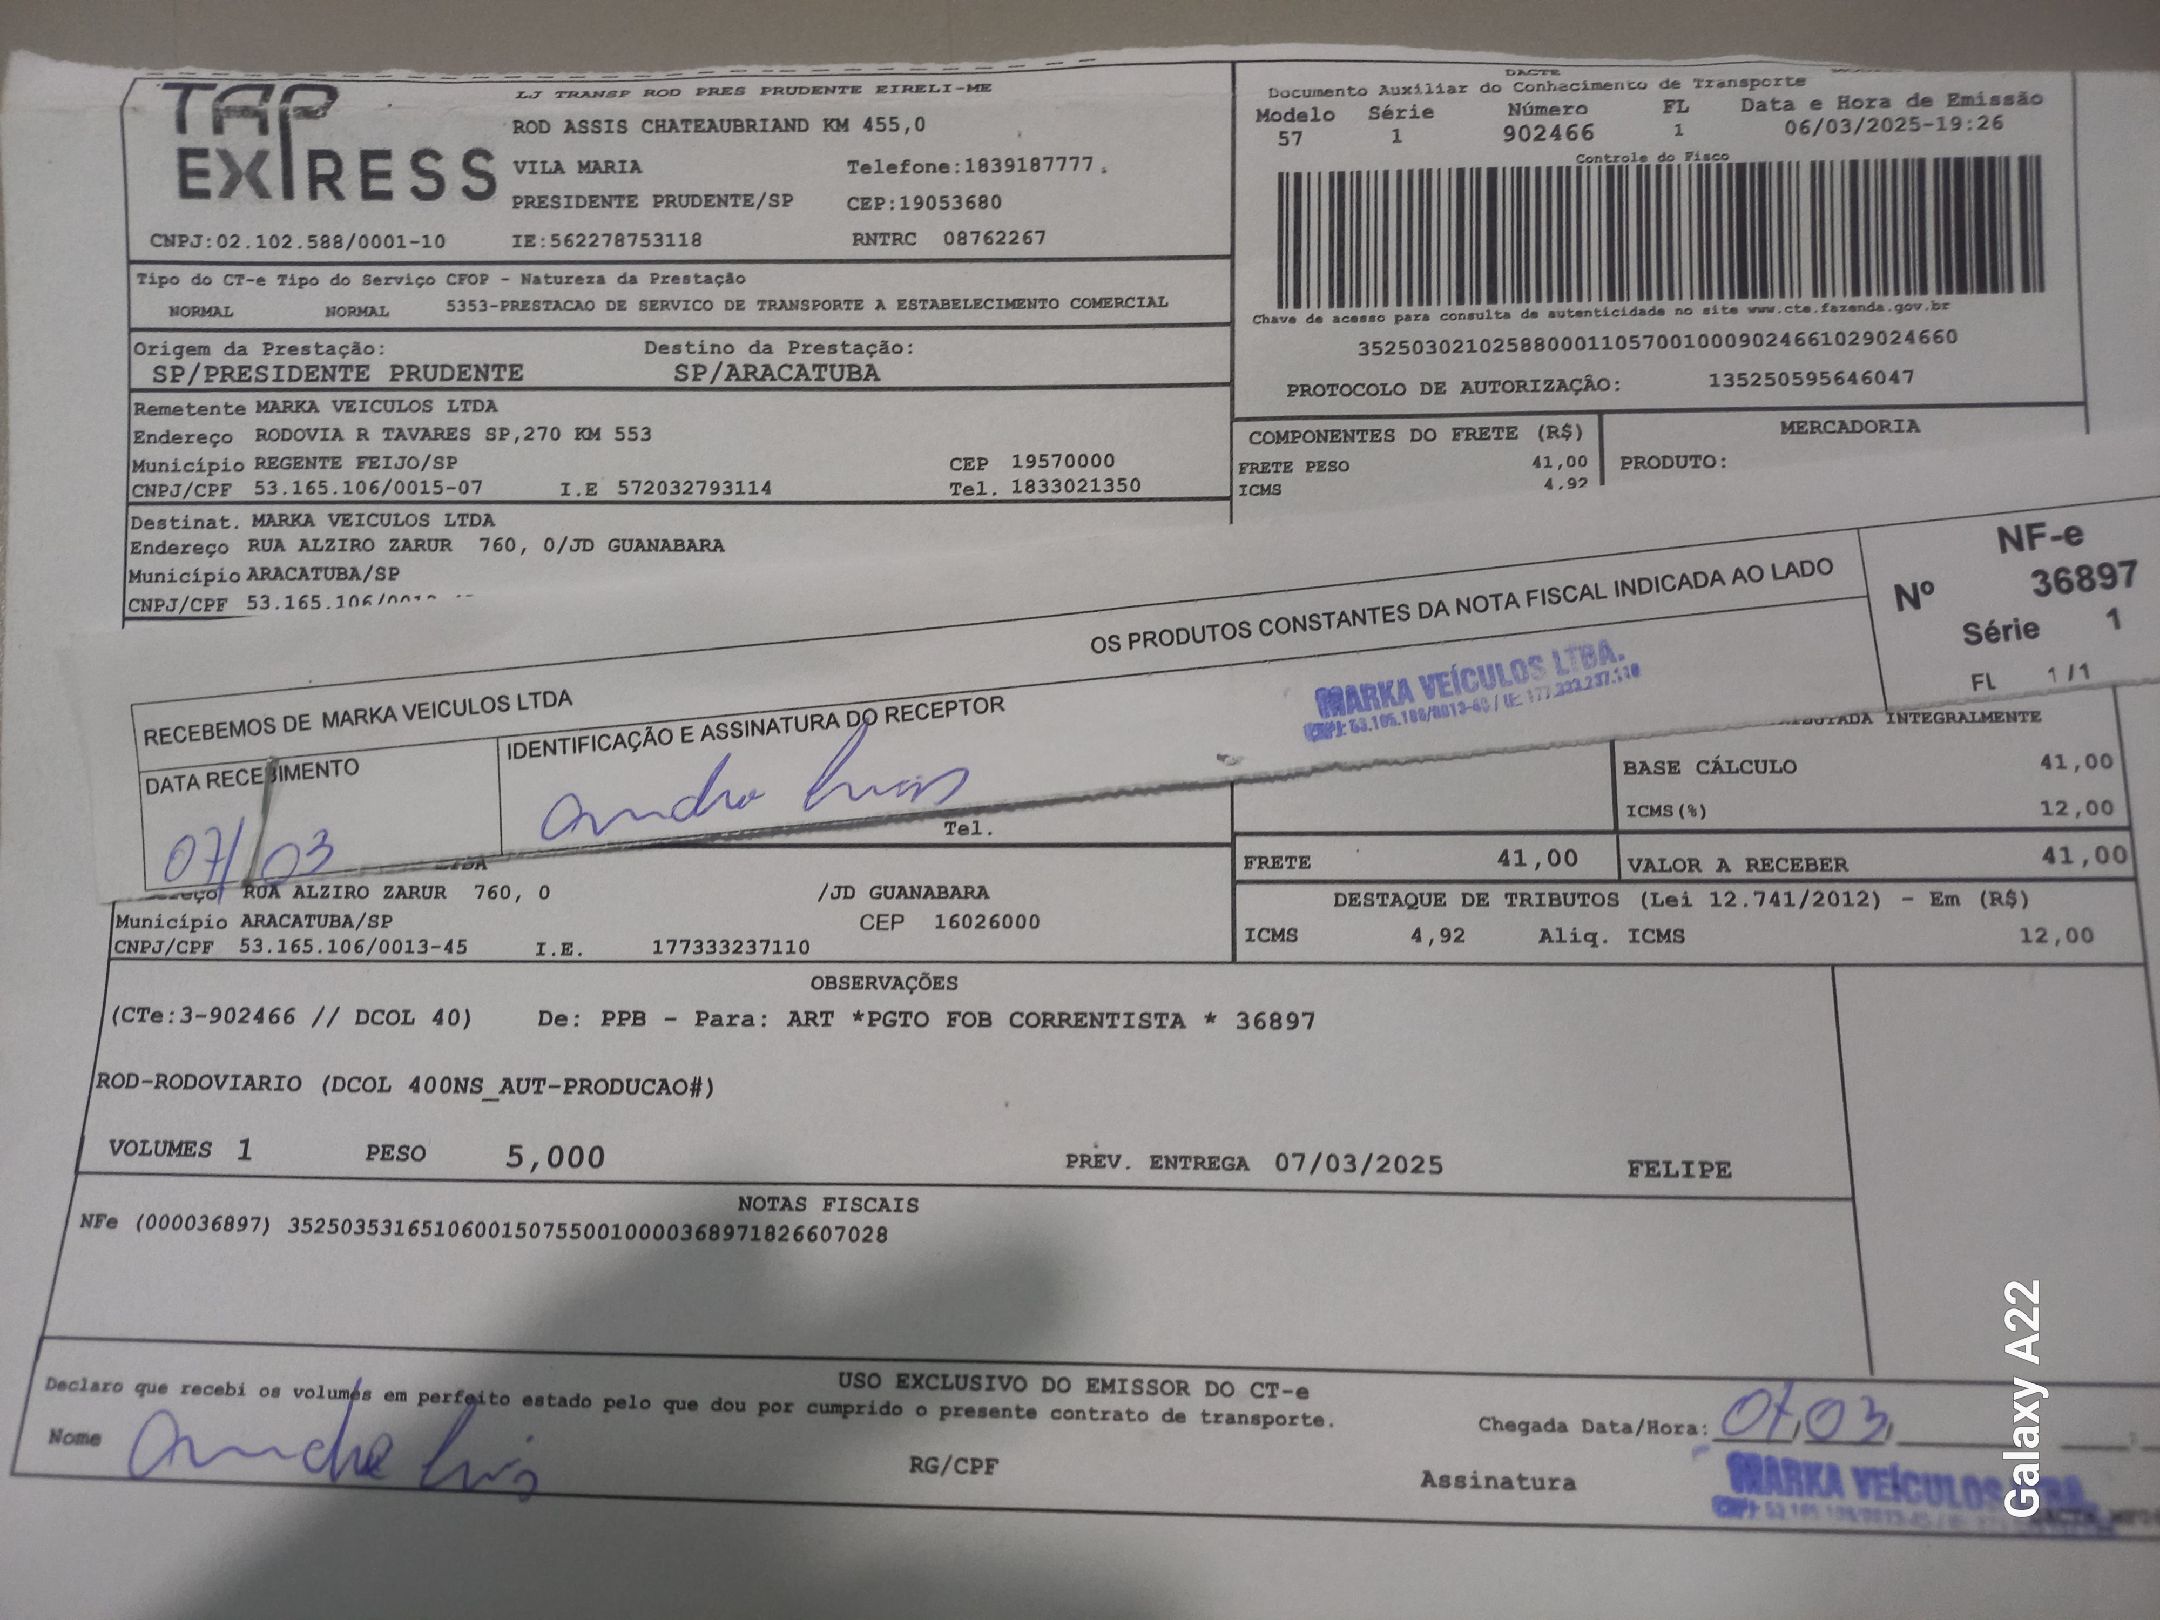 TAP EXPRESS
LJ TRANSP ROD PRES PRUDENTE EIRELI-ME
ROD ASSIS CHATEAUBRIAND KM 455,0
VILA MARIA Telefone:1839187777
PRESIDENTE PRUDENTE/SP CEP:19053680
CNPJ:02.102.588/0001-10 IE:562278753118 RNTRC 08762267
DACTE
Documento Auxiliar do Conhecimento de Transporte
Modelo Série Número FL Data e Hora de Emissão
57 1 902466 1 06/03/2025-19:26
Controle do Fisco
Chave de acesso para consulta de autenticidade no site www.cte.fazenda.gov.br
35250302102588000110570010009024661029024660
PROTOCOLO DE AUTORIZAÇÃO: 135250595646047
Tipo do CT-e Tipo do Serviço CFOP - Natureza da Prestação
NORMAL NORMAL 5353-PRESTACAO DE SERVICO DE TRANSPORTE A ESTABELECIMENTO COMERCIAL
Origem da Prestação: Destino da Prestação:
SP/PRESIDENTE PRUDENTE SP/ARACATUBA
Remetente MARKA VEICULOS LTDA
Endereço RODOVIA R TAVARES SP,270 KM 553
Município REGENTE FEIJO/SP CEP 19570000
CNPJ/CPF 53.165.106/0015-07 I.E 572032793114 Tel. 1833021350
COMPONENTES DO FRETE (R$) MERCADORIA
FRETE PESO 41,00 PRODUTO:
ICMS 4.92
Destinat. MARKA VEICULOS LTDA
Endereço RUA ALZIRO ZARUR 760, 0/JD GUANABARA
Município ARACATUBA/SP
CNPJ/CPF 53.165.106/
RECEBEMOS DE MARKA VEICULOS LTDA OS PRODUTOS CONSTANTES DA NOTA FISCAL INDICADA AO LADO
NF-e
Nº 36897
Série 1
FL 1/1
DATA RECEBIMENTO IDENTIFICAÇÃO E ASSINATURA DO RECEPTOR
07/03 Andre Luis
MARKA VEÍCULOS LTDA.
INTEGRALMENTE
BASE CÁLCULO 41,00
ICMS(%) 12,00
Tel.
FRETE 41,00 VALOR A RECEBER 41,00
LTDA
RUA ALZIRO ZARUR 760, 0 /JD GUANABARA
Município ARACATUBA/SP CEP 16026000
CNPJ/CPF 53.165.106/0013-45 I.E. 177333237110
DESTAQUE DE TRIBUTOS (Lei 12.741/2012) - Em (R$)
ICMS 4,92 Aliq. ICMS 12,00
OBSERVAÇÕES
(CTe:3-902466 // DCOL 40) De: PPB - Para: ART *PGTO FOB CORRENTISTA * 36897
ROD-RODOVIARIO (DCOL 400NS_AUT-PRODUCAO#)
VOLUMES 1 PESO 5,000 PREV. ENTREGA 07/03/2025 FELIPE
NOTAS FISCAIS
NFe (000036897) 35250353165106001507550010000368971826607028
USO EXCLUSIVO DO EMISSOR DO CT-e
Declaro que recebi os volumes em perfeito estado pelo que dou por cumprido o presente contrato de transporte.
Chegada Data/Hora: 07/03
Nome Andre Luis RG/CPF Assinatura
MARKA VEÍCULOS LTDA.
Galaxy A22